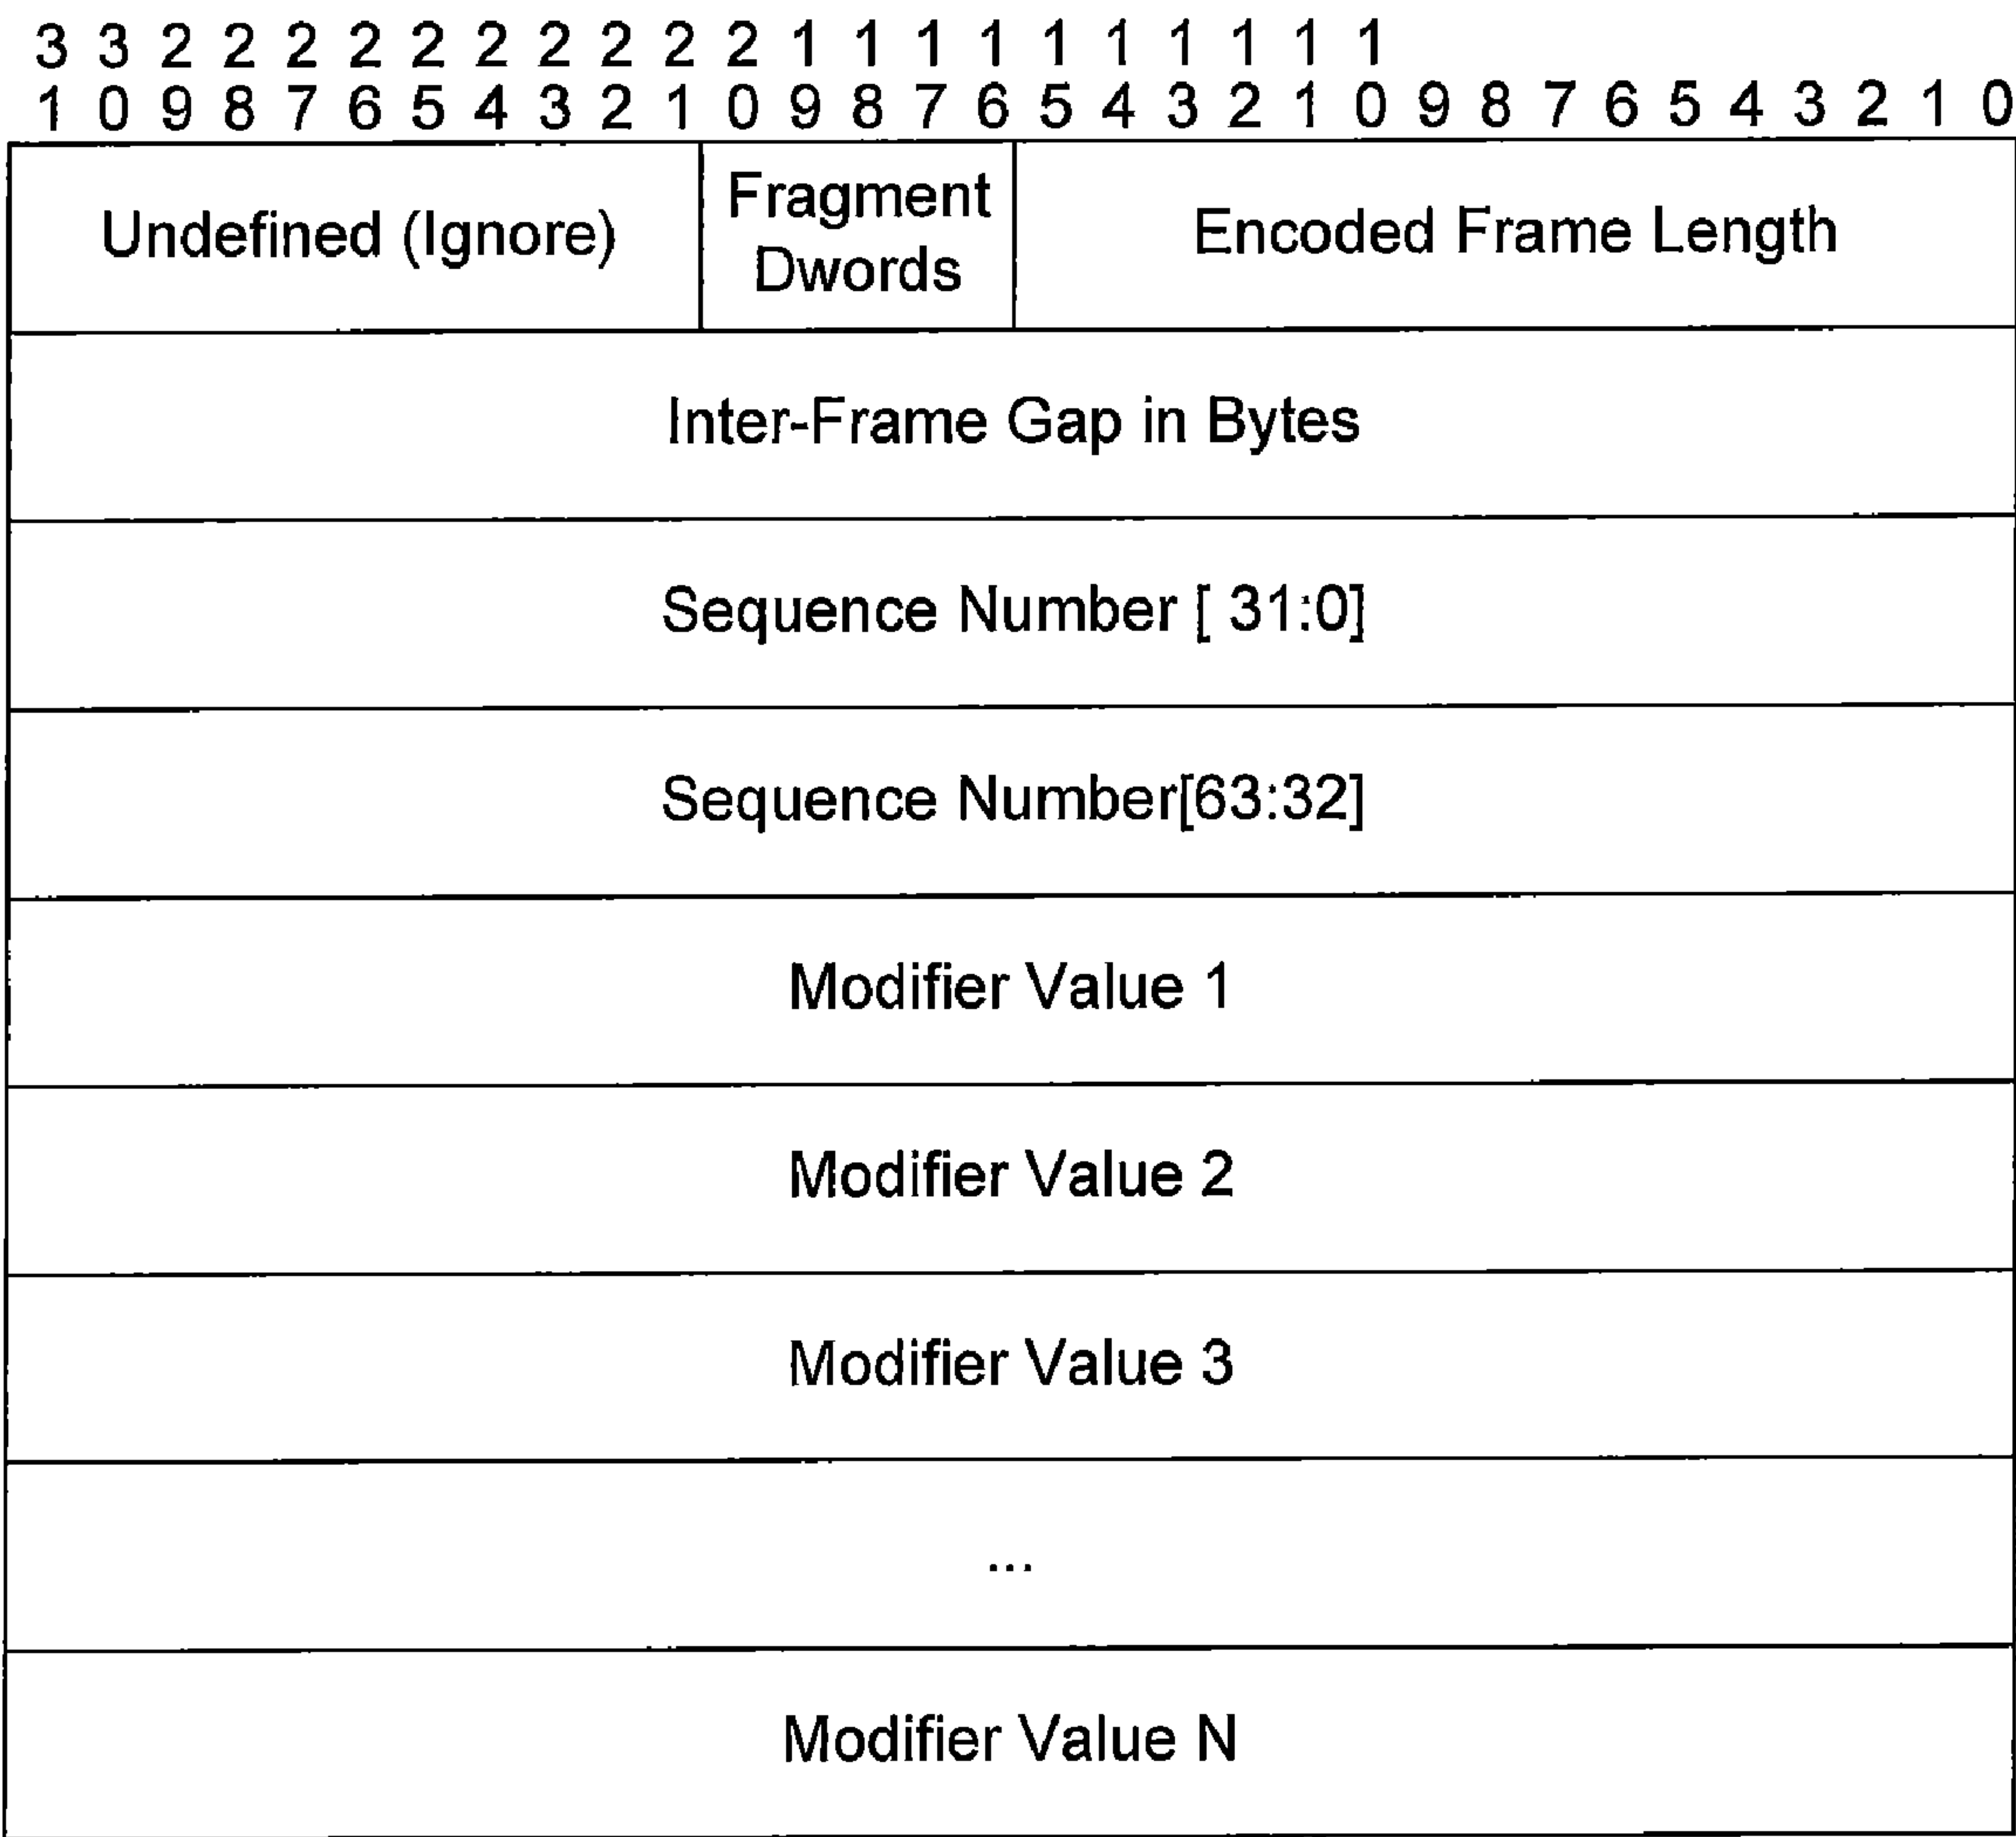 3 3 2 2 2 2 2 2 2 2 2 2 1 1 1 1 1 1 1 1 1 1
1 0 9 8 7 6 5 4 3 2 1 0 9 8 7 6 5 4 3 2 1 0 9 8 7 6 5 4 3 2 1 0
Undefined (Ignore)
Fragment
Dwords
Encoded Frame Length
Inter-Frame Gap in Bytes
Sequence Number [ 31:0]
Sequence Number[63:32]
Modifier Value 1
Modifier Value 2
Modifier Value 3
...
Modifier Value N